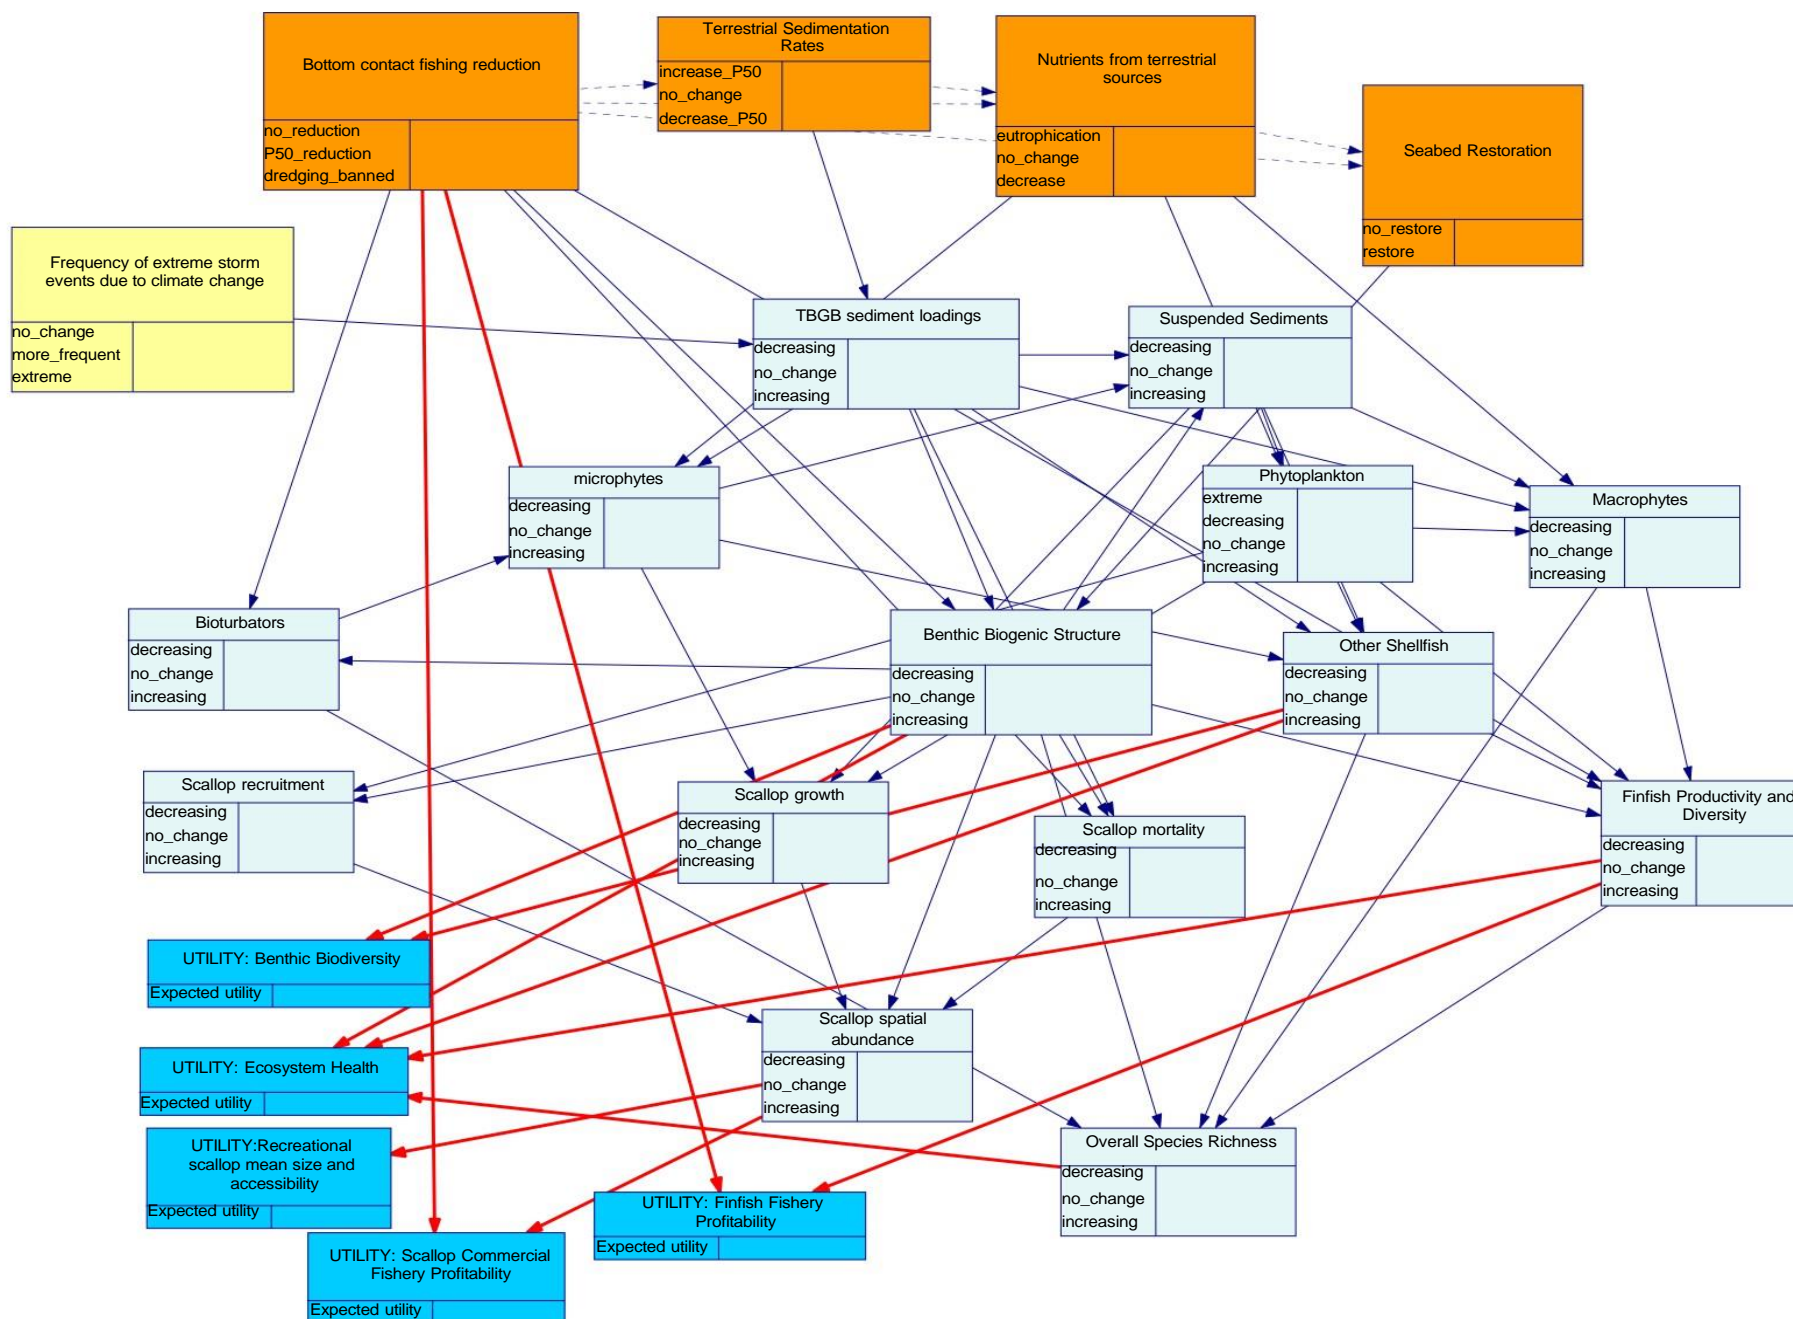 Bottom contact fishing reduction
no_reduction
P50_reduction
dredging_banned
Terrestrial Sedimentation
Rates
increase_P50
no_change
decrease_P50
Nutrients from terrestrial
sources
eutrophication
no_change
decrease
Seabed Restoration
no_restore
restore
Frequency of extreme storm
events due to climate change
no_change
more_frequent
extreme
TBGB sediment loadings
decreasing
no_change
increasing
Suspended Sediments
decreasing
no_change
increasing
microphytes
decreasing
no_change
increasing
Phytoplankton
extreme
decreasing
no_change
increasing
Macrophytes
decreasing
no_change
increasing
Bioturbators
decreasing
no_change
increasing
Benthic Biogenic Structure
decreasing
no_change
increasing
Other Shellfish
decreasing
no_change
increasing
Scallop recruitment
decreasing
no_change
increasing
Scallop growth
decreasing
no_change
increasing
Scallop mortality
decreasing
no_change
increasing
Finfish Productivity and
Diversity
decreasing
no_change
increasing
UTILITY: Benthic Biodiversity
Expected utility
Scallop spatial
abundance
decreasing
no_change
increasing
UTILITY: Ecosystem Health
Expected utility
UTILITY:Recreational
scallop mean size and
accessibility
Expected utility
Overall Species Richness
decreasing
no_change
increasing
UTILITY: Finfish Fishery
Profitability
Expected utility
UTILITY: Scallop Commercial
Fishery Profitability
Expected utility